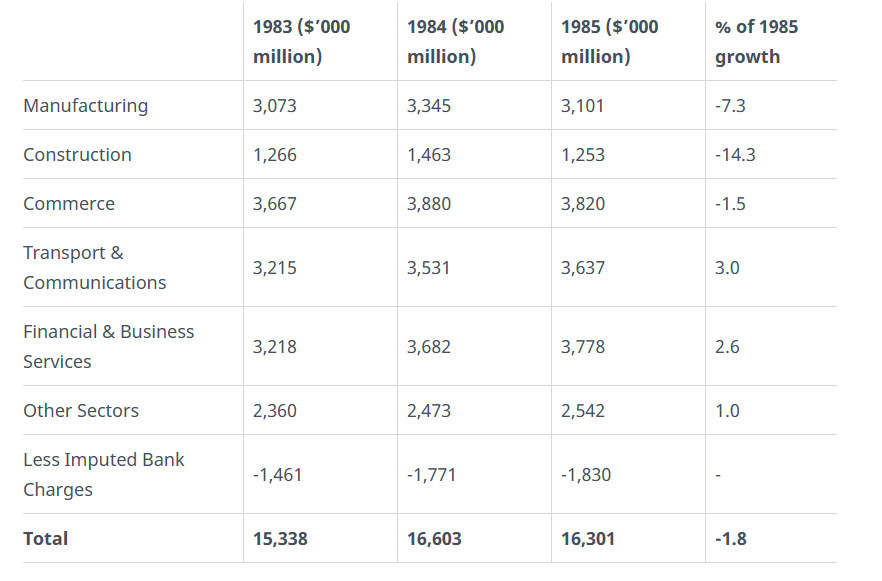 1983 ($’000 million) 1984 ($’000 million) 1985 ($’000 million) % of 1985 growth
Manufacturing 3,073 3,345 3,101 -7.3
Construction 1,266 1,463 1,253 -14.3
Commerce 3,667 3,880 3,820 -1.5
Transport & Communications 3,215 3,531 3,637 3.0
Financial & Business Services 3,218 3,682 3,778 2.6
Other Sectors 2,360 2,473 2,542 1.0
Less Imputed Bank Charges -1,461 -1,771 -1,830 -
Total 15,338 16,603 16,301 -1.8